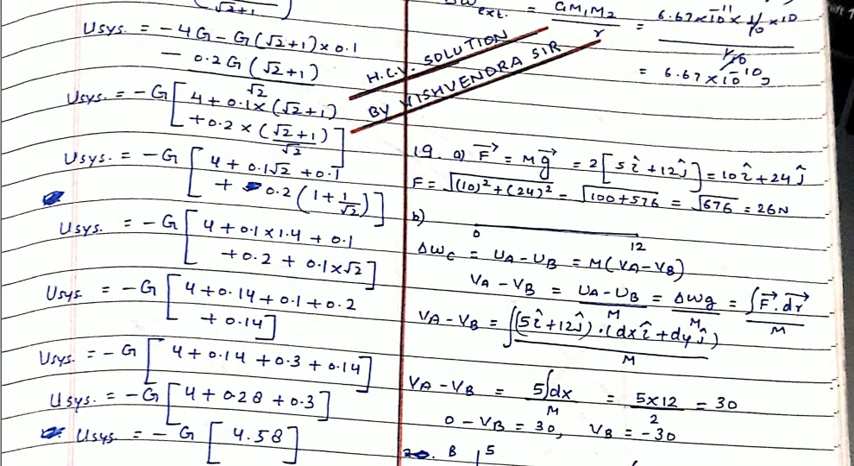 (√2+1)
Usys. = -4G - G(√2+1)×0.1
- 0.2G (√2+1)
√2
Usys. = -G[4+0.1×(√2+1)
+0.2×(√2+1)]
√2
Usys. = -G[4+0.1√2+0.1
+ 0.2(1+1/√2)]
Usys. = -G[4+0.1×1.4+0.1
+0.2+0.1×√2]
Usys. = -G[4+0.14+0.1+0.2
+0.14]
Usys. = -G[4+0.14+0.3+0.14]
Usys. = -G[4+0.28+0.3]
Usys. = -G[4.58]
H.C.V. SOLUTION
BY VISHVENDRA SIR
ext. = GM1M2/r = 6.67×10^-11×
= 6.67×10^-10 J
19. a) F⃗ = Mg⃗ = 2[5î+12ĵ] = 10î+24ĵ
F = √(10)²+(24)² = √100+576 = √676 = 26N
b)
0 12
ΔWc = UA-UB = M(VA-VB)
VA-VB = UA-UB/M = ΔWg/M = ∫F⃗.dr⃗/M
VA-VB = ∫(5î+12ĵ).(dxî+dyĵ)/M
VA-VB = 5∫dx/M = 5×12/2 = 30
0-VB = 30, VB = -30
20. B 5